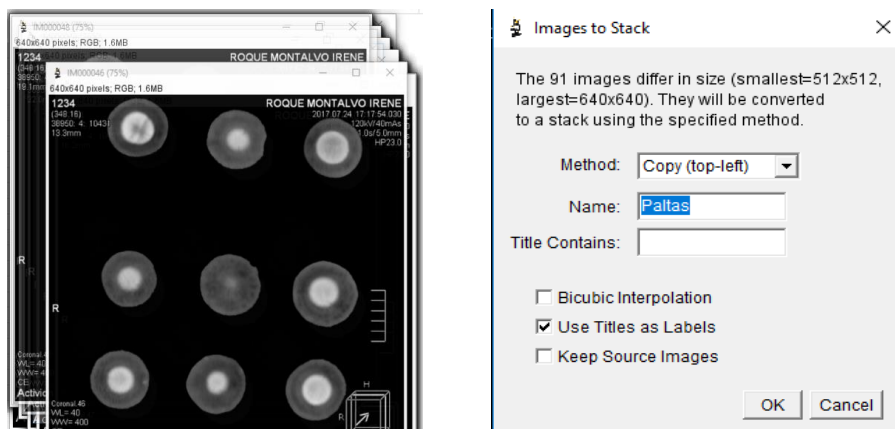 IM000048 (75%)
640x640 pixels; RGB; 1.6MB
1234
ROQUE MONTALVO IRENE
IM000046 (75%)
640x640 pixels; RGB; 1.6MB
1234
ROQUE MONTALVO IRENE
(348.16)
2017.07.24 17:17:54.030
38950: 4: 1043
120kV/40mAs
13.3mm
1.0s/5.0mm
HP23.0
R
R
R
H
R
Coronal.46
WL= 40
WW= 400
Images to Stack
The 91 images differ in size (smallest=512x512,
largest=640x640). They will be converted
to a stack using the specified method.
Method: Copy (top-left)
Name: Paltas
Title Contains:
Bicubic Interpolation
Use Titles as Labels
Keep Source Images
OK Cancel